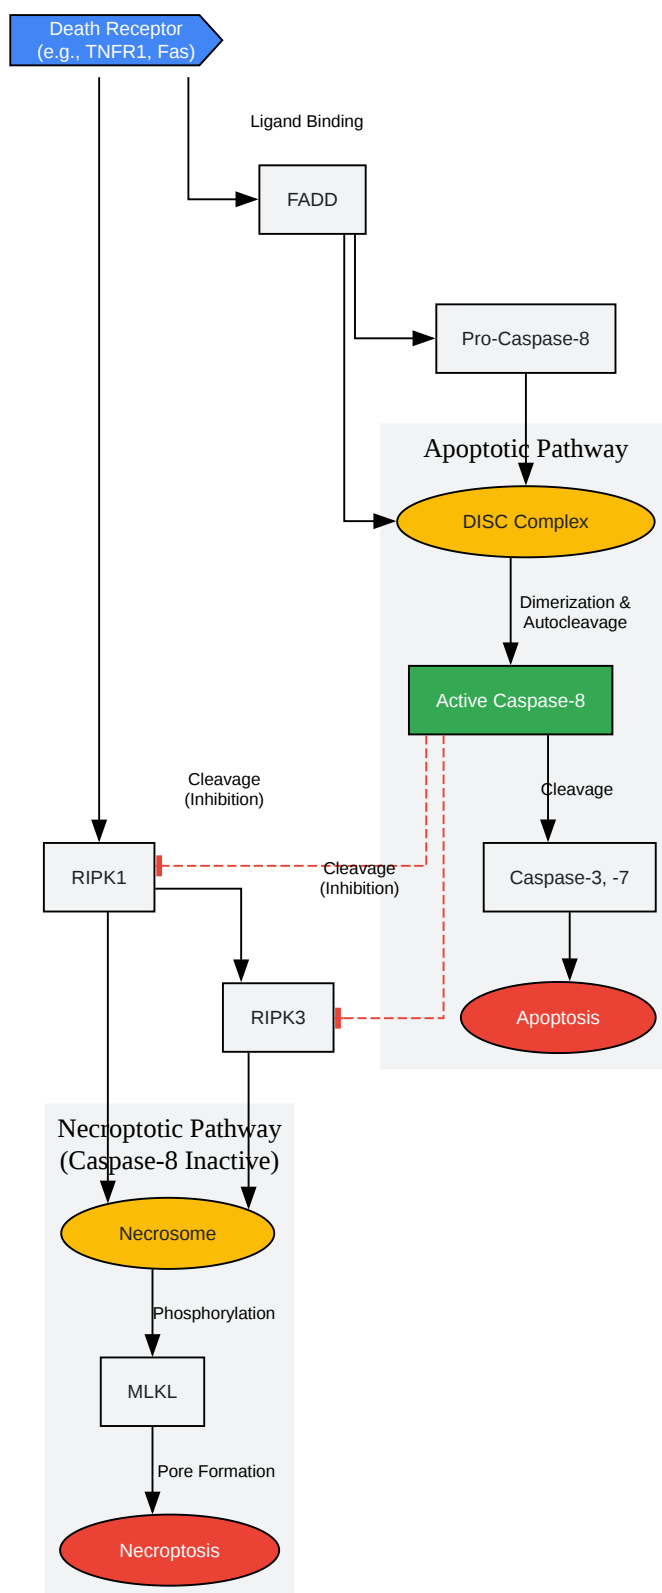 Death Receptor
(e.g., TNFR1, Fas)
Ligand Binding
FADD
Pro-Caspase-8
Apoptotic Pathway
DISC Complex
Dimerization &
Autocleavage
Active Caspase-8
Cleavage
(Inhibition)
Cleavage
Cleavage
(Inhibition)
RIPK1
Caspase-3, -7
RIPK3
Apoptosis
Necroptotic Pathway
(Caspase-8 Inactive)
Necrosome
Phosphorylation
MLKL
Pore Formation
Necroptosis